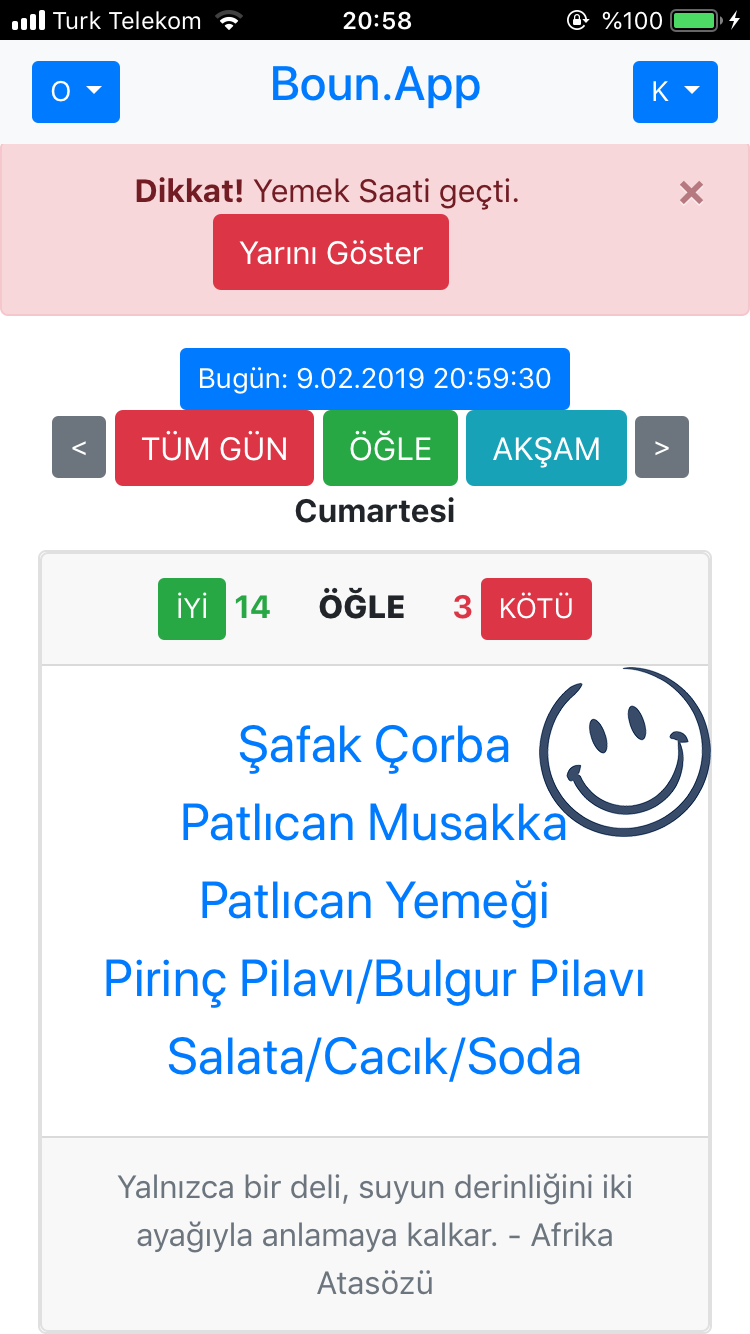 Turk Telekom 20:58 %100
O Boun.App K
Dikkat! Yemek Saati geçti. ×
Yarını Göster
Bugün: 9.02.2019 20:59:30
< TÜM GÜN ÖĞLE AKŞAM >
Cumartesi
İYİ 14 ÖĞLE 3 KÖTÜ
Şafak Çorba
Patlıcan Musakka
Patlıcan Yemeği
Pirinç Pilavı/Bulgur Pilavı
Salata/Cacık/Soda
Yalnızca bir deli, suyun derinliğini iki
ayağıyla anlamaya kalkar. - Afrika
Atasözü